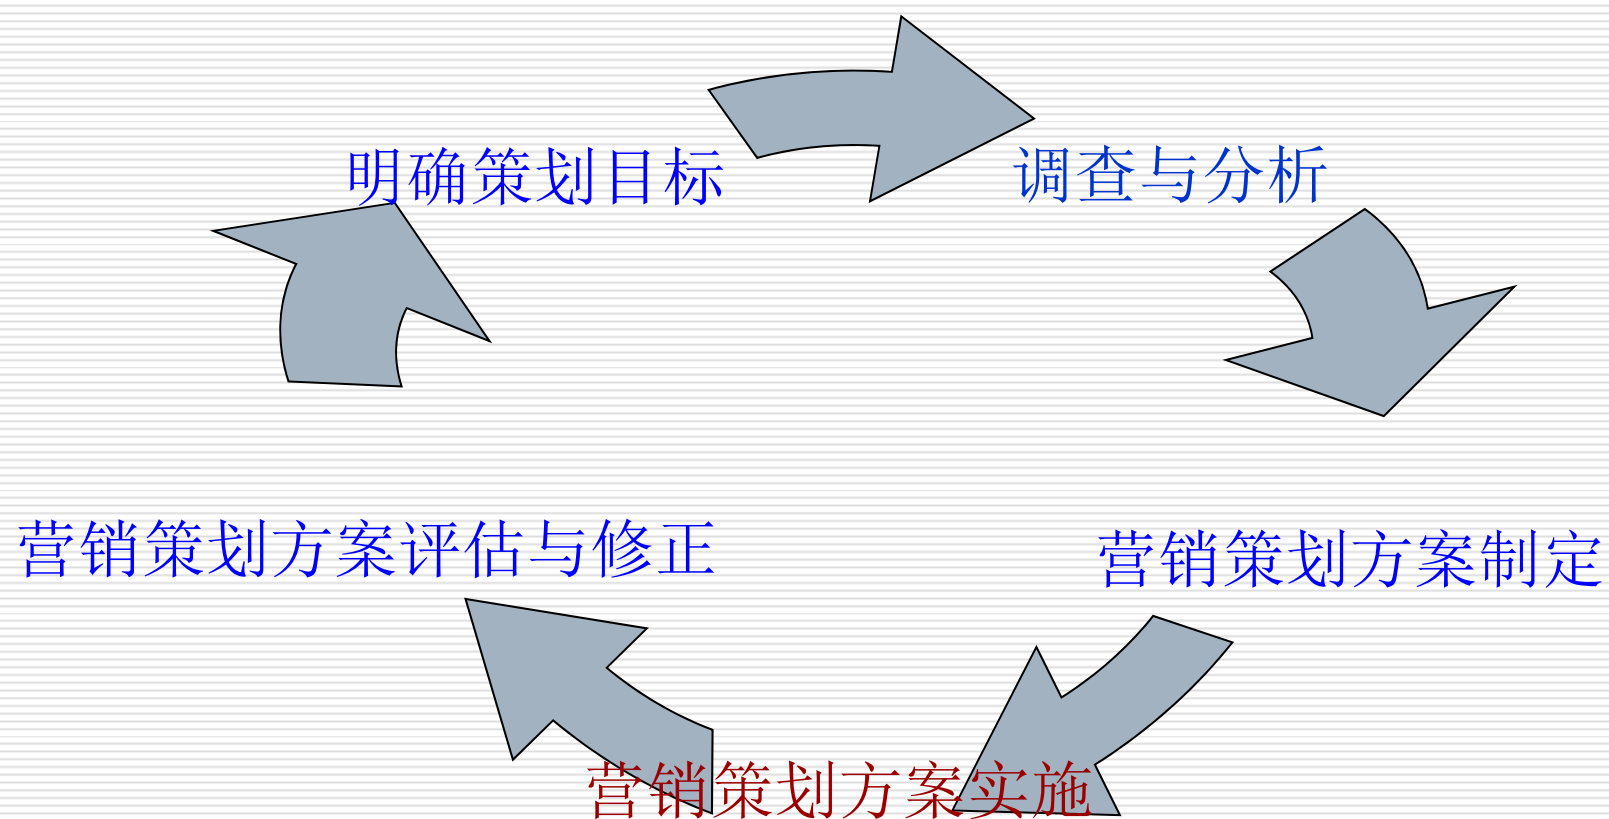 明确策划目标
调查与分析
营销策划方案评估与修正
营销策划方案制定
营销策划方案实施